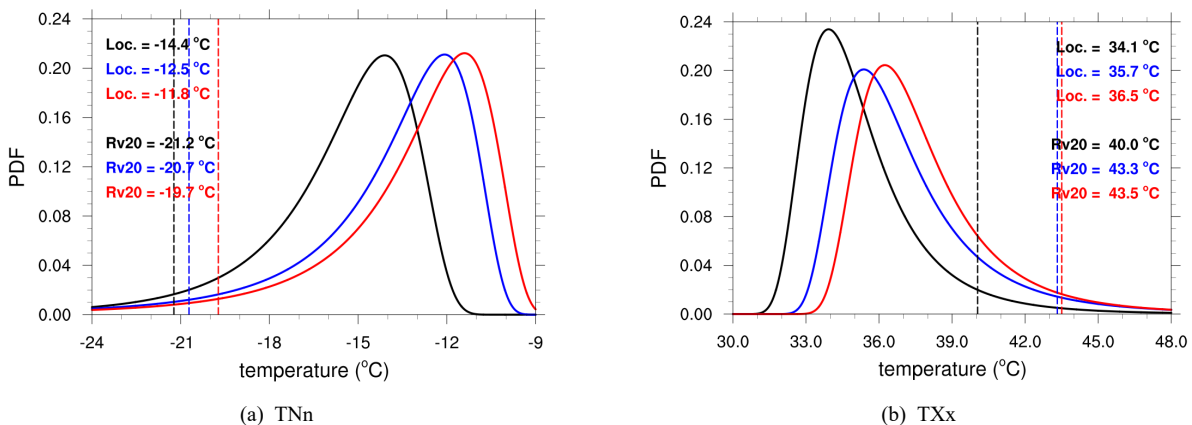 0.24
0.20
0.16
0.12
0.08
0.04
0.00
PDF
Loc. = -14.4 °C
Loc. = -12.5 °C
Loc. = -11.8 °C
Rv20 = -21.2 °C
Rv20 = -20.7 °C
Rv20 = -19.7 °C
-24 -21 -18 -15 -12 -9
temperature (°C)
(a) TNn
0.24
0.20
0.16
0.12
0.08
0.04
0.00
PDF
Loc. = 34.1 °C
Loc. = 35.7 °C
Loc. = 36.5 °C
Rv20 = 40.0 °C
Rv20 = 43.3 °C
Rv20 = 43.5 °C
30.0 33.0 36.0 39.0 42.0 45.0 48.0
temperature (°C)
(b) TXx